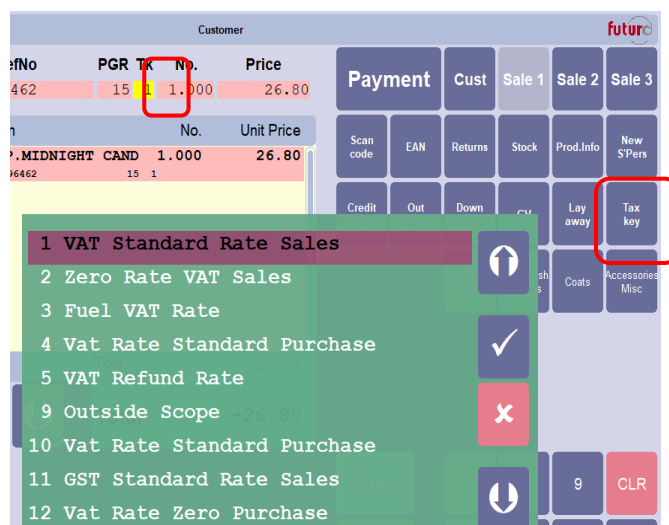 Customer
futura
efNo PGR Tx No. Price
462 15 1 1.000 26.80
Payment Cust Sale 1 Sale 2 Sale 3
No. Unit Price
P.MIDNIGHT CAND 1.000 26.80
96462 15 1
Scan code EAN Returns Stock Prod.Info New S'Pers
Credit Out Down GV Lay away Tax key
Coats Accessories Misc
1 VAT Standard Rate Sales
2 Zero Rate VAT Sales
3 Fuel VAT Rate
4 Vat Rate Standard Purchase
5 VAT Refund Rate
9 Outside Scope
-26.80
10 Vat Rate Standard Purchase
11 GST Standard Rate Sales
12 Vat Rate Zero Purchase
9 CLR